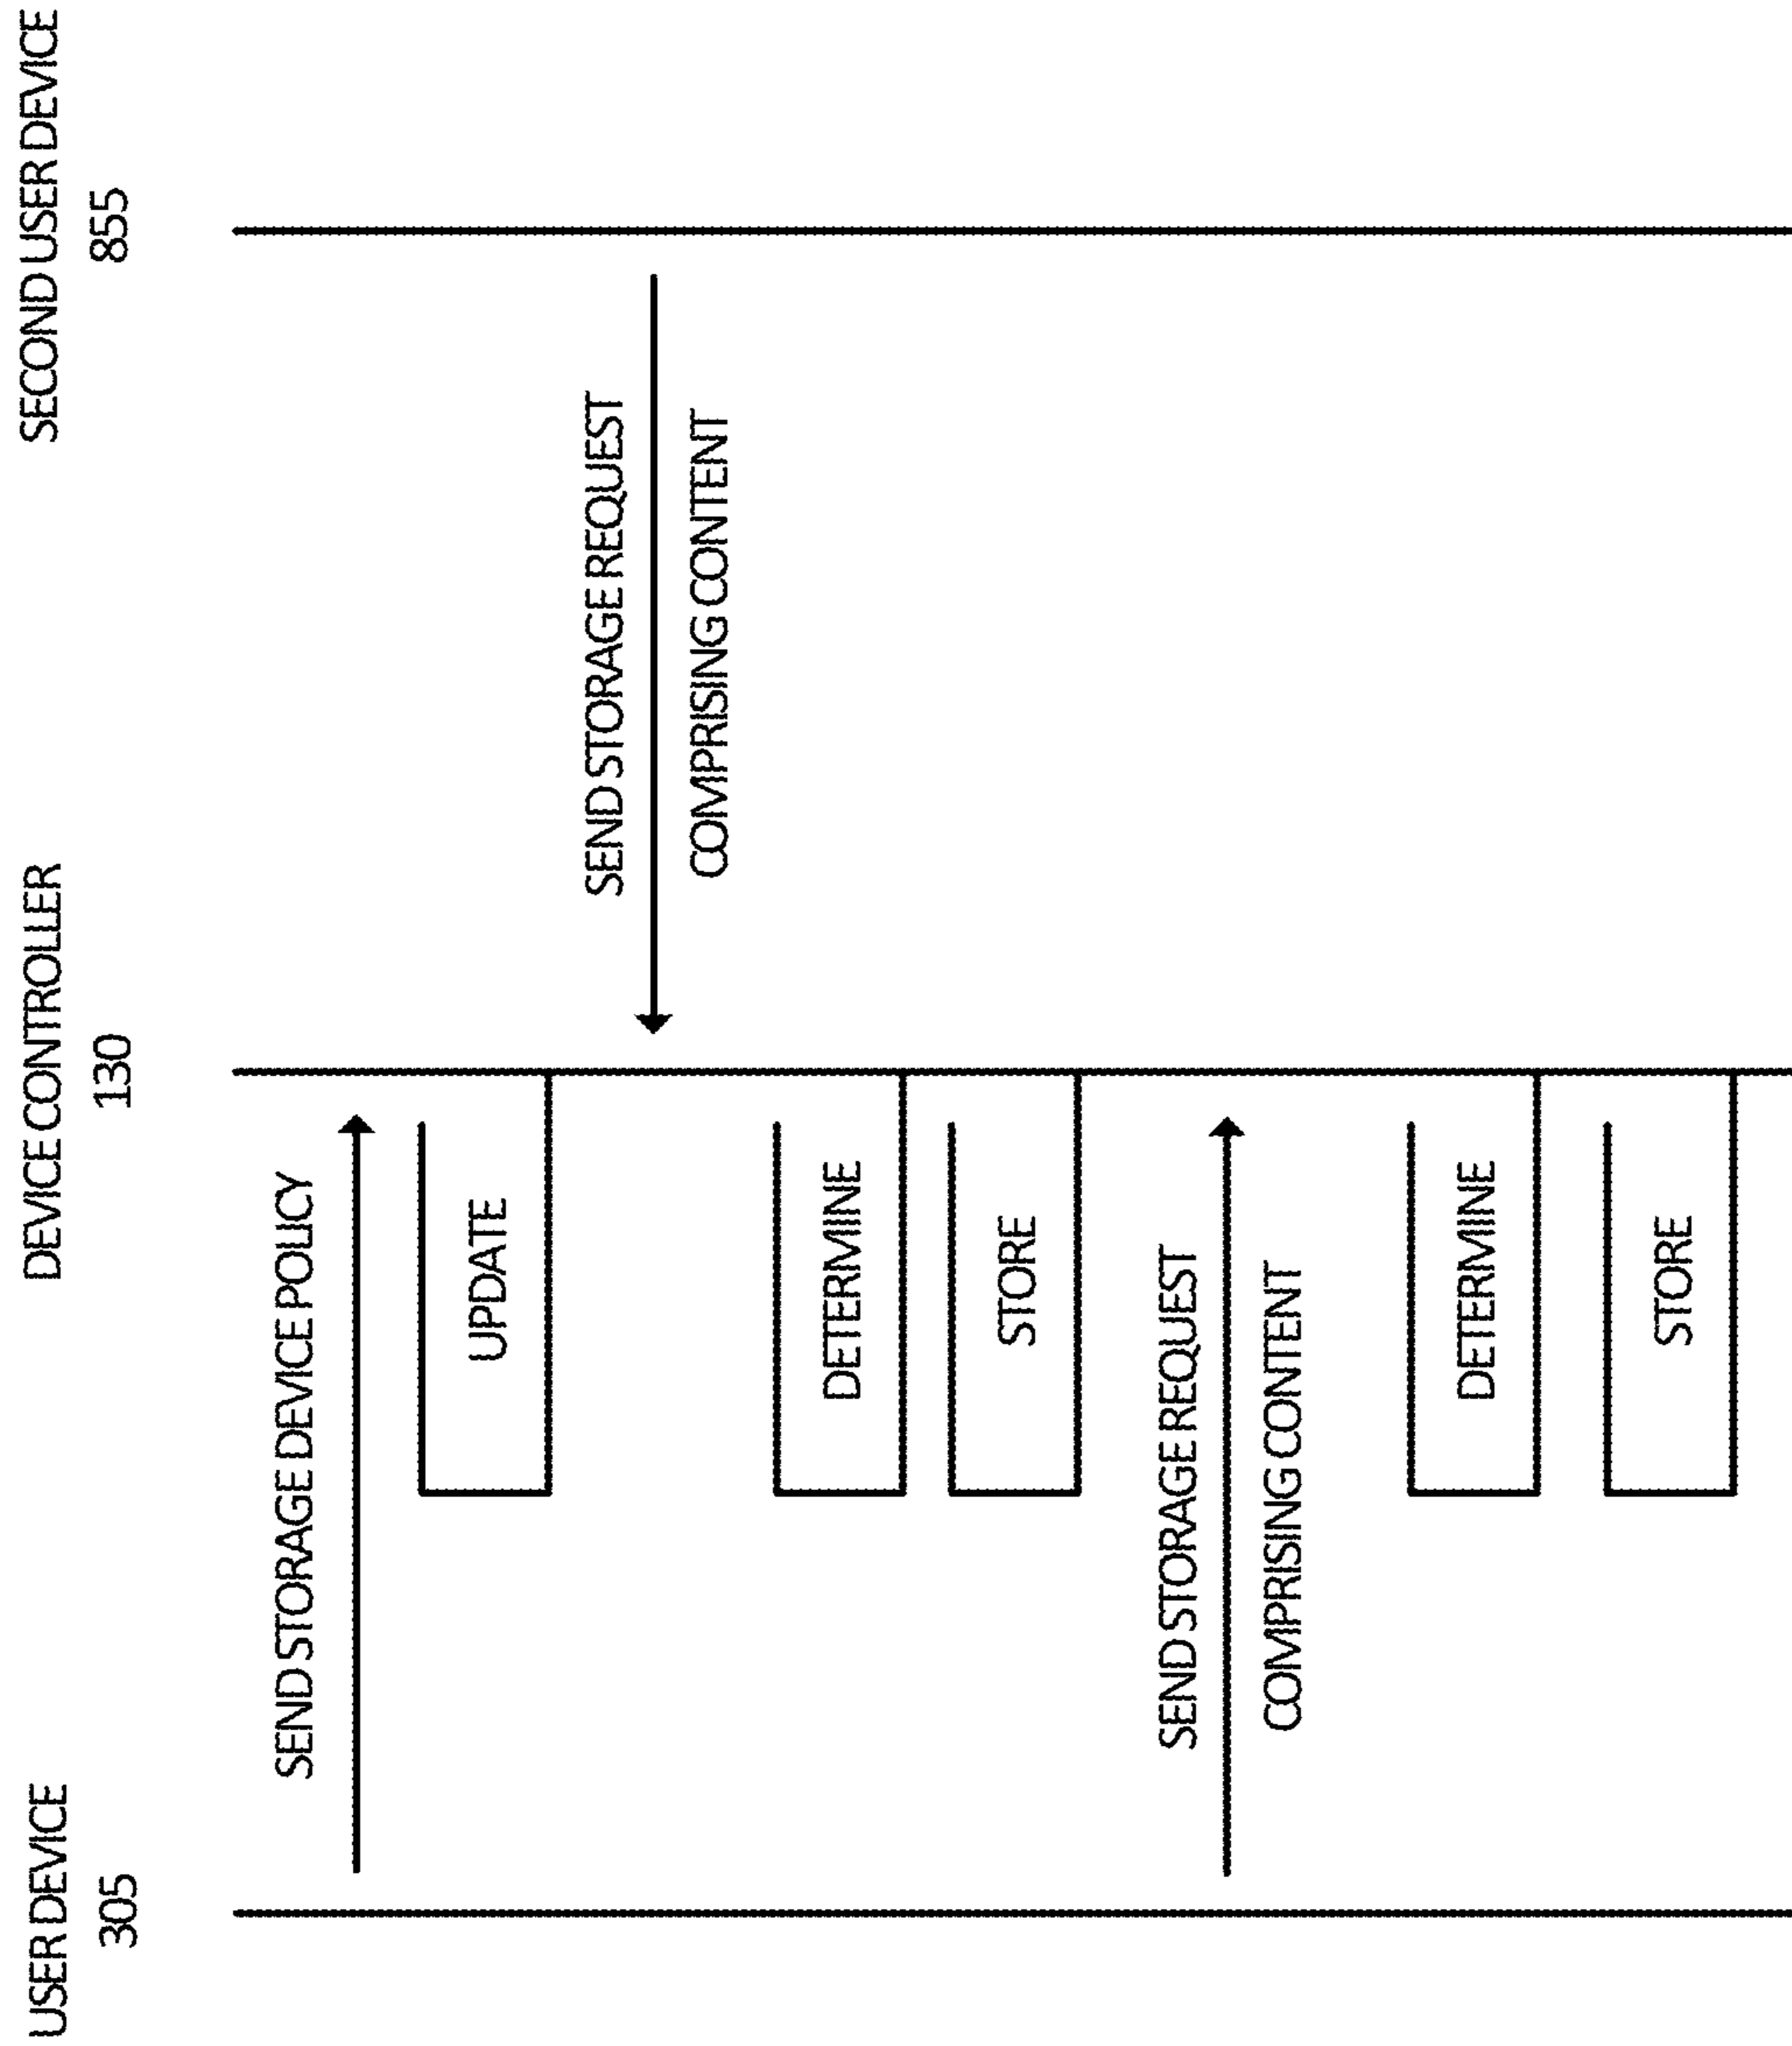 USER DEVICE
305
DEVICE CONTROLLER
130
SECOND USER DEVICE
855
SEND STORAGE DEVICE POLICY
UPDATE
SEND STORAGE REQUEST
COMPRISING CONTENT
DETERMINE
STORE
SEND STORAGE REQUEST
COMPRISING CONTENT
DETERMINE
STORE